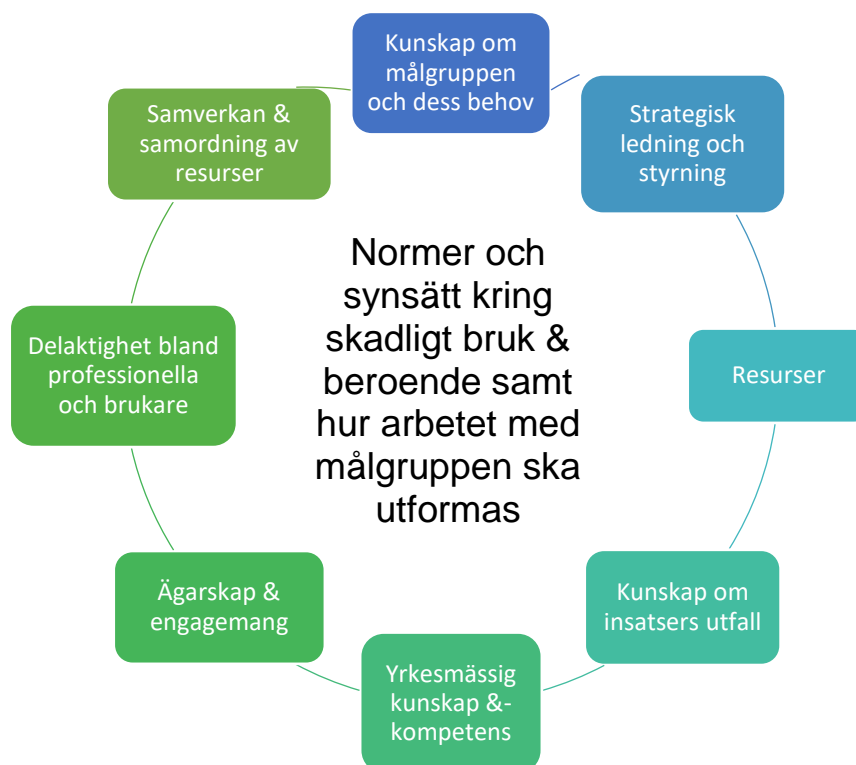 Kunskap om
målgruppen
och dess behov
Strategisk
ledning och
styrning
Resurser
Kunskap om
insatsers utfall
Yrkesmässig
kunskap &-
kompetens
Ägarskap &
engagemang
Delaktighet bland
professionella
och brukare
Samverkan &
samordning av
resurser
Normer och
synsätt kring
skadligt bruk &
beroende samt
hur arbetet med
målgruppen ska
utformas